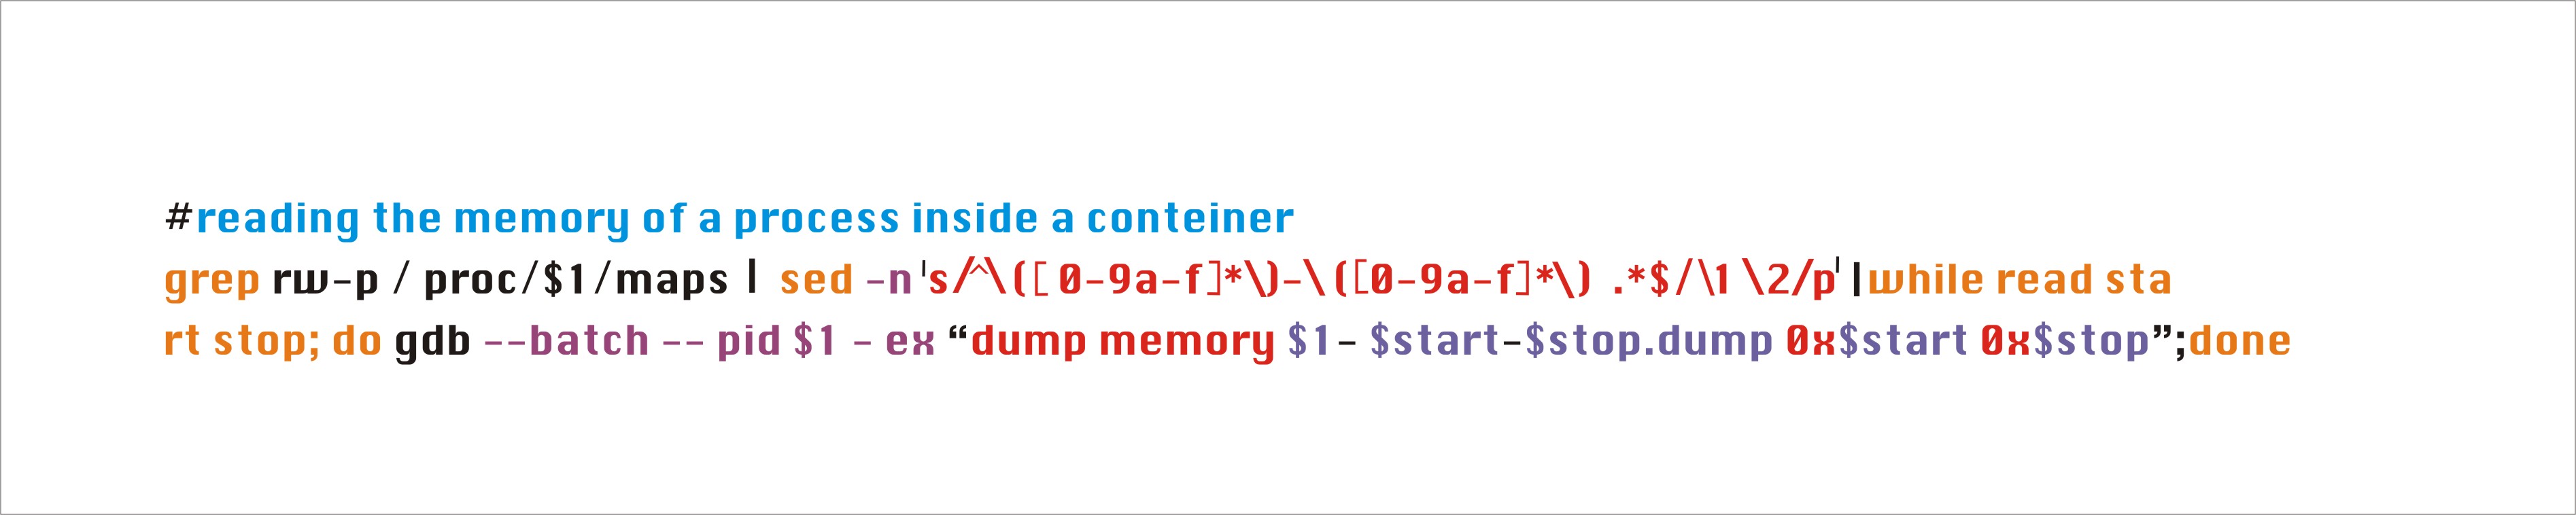 #reading the memory of a process inside a conteiner
grep rw-p / proc/$1/maps | sed -n 's/^\([ 0-9a-f]*\)-\([0-9a-f]*\) .*$/\1 \2/p' |while read sta
rt stop; do gdb --batch -- pid $1 - ex “dump memory $1- $start-$stop.dump 0x$start 0x$stop”;done